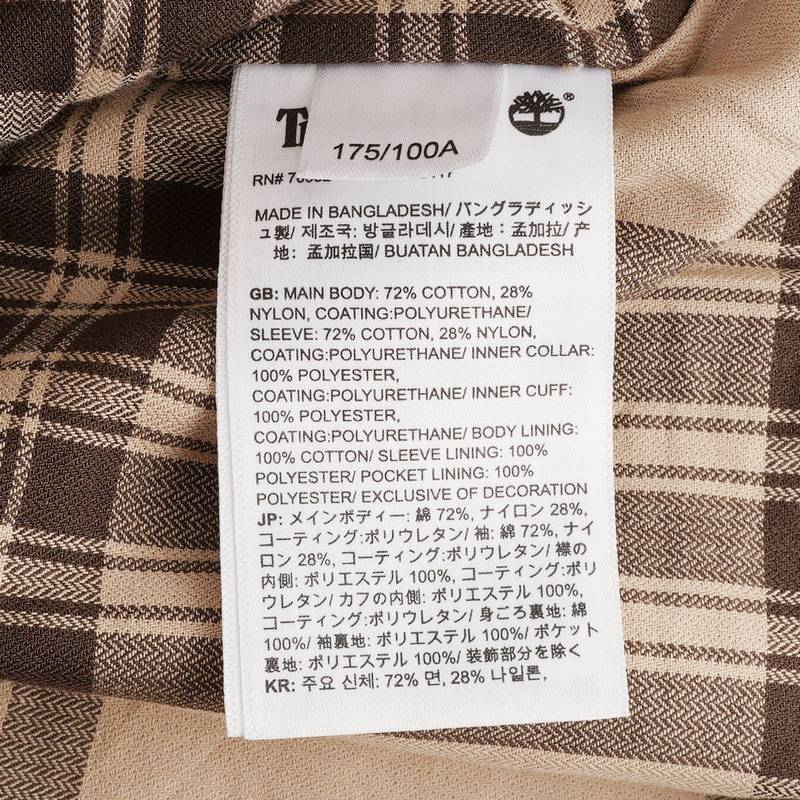 175/100A
RN#
MADE IN BANGLADESH/ バングラディッシ
ュ製/ 제조국: 방글라데시/ 產地：孟加拉/ 产
地：孟加拉国/ BUATAN BANGLADESH
GB: MAIN BODY: 72% COTTON, 28%
NYLON, COATING:POLYURETHANE/
SLEEVE: 72% COTTON, 28% NYLON,
COATING:POLYURETHANE/ INNER COLLAR:
100% POLYESTER,
COATING:POLYURETHANE/ INNER CUFF:
100% POLYESTER,
COATING:POLYURETHANE/ BODY LINING:
100% COTTON/ SLEEVE LINING: 100%
POLYESTER/ POCKET LINING: 100%
POLYESTER/ EXCLUSIVE OF DECORATION
JP: メインボディー: 綿 72%, ナイロン 28%,
コーティング:ポリウレタン/ 袖: 綿 72%, ナイ
ロン 28%, コーティング:ポリウレタン/ 襟の
内側: ポリエステル 100%, コーティング:ポリ
ウレタン/ カフの内側: ポリエステル 100%,
コーティング:ポリウレタン/ 身ごろ裏地: 綿
100%/ 袖裏地: ポリエステル 100%/ ポケット
裏地: ポリエステル 100%/ 装飾部分を除く
KR: 주요 신체: 72% 면, 28% 나일론,